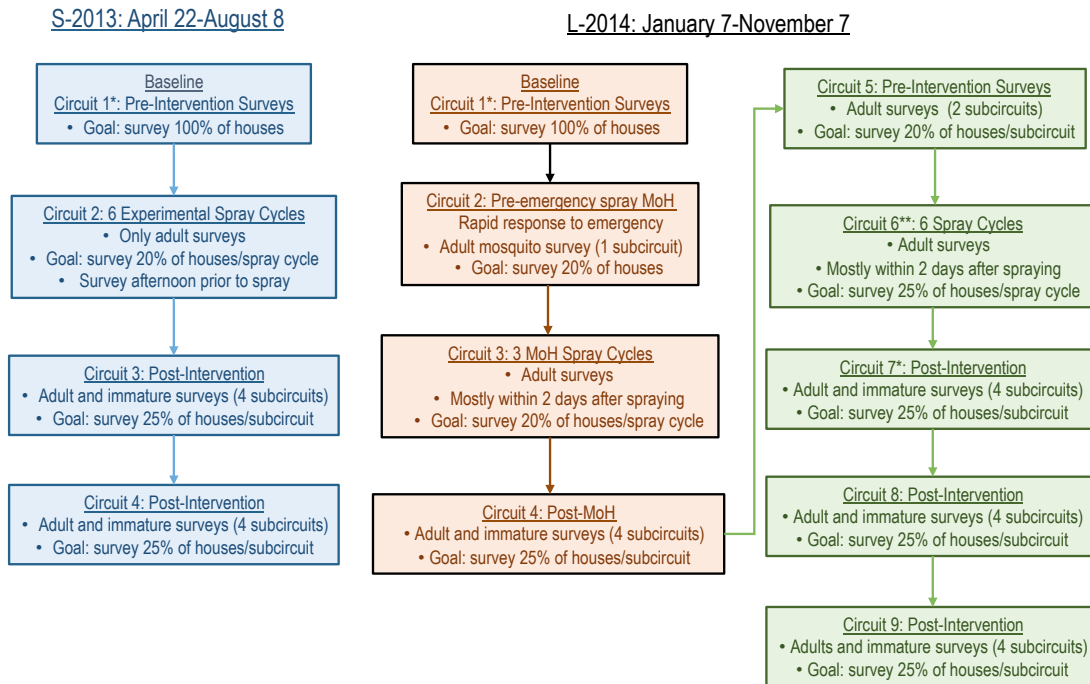 S-2013: April 22-August 8
Baseline
Circuit 1*: Pre-Intervention Surveys
• Goal: survey 100% of houses
Circuit 2: 6 Experimental Spray Cycles
• Only adult surveys
• Goal: survey 20% of houses/spray cycle
• Survey afternoon prior to spray
Circuit 3: Post-Intervention
• Adult and immature surveys (4 subcircuits)
• Goal: survey 25% of houses/subcircuit
Circuit 4: Post-Intervention
• Adult and immature surveys (4 subcircuits)
• Goal: survey 25% of houses/subcircuit
L-2014: January 7-November 7
Baseline
Circuit 1*: Pre-Intervention Surveys
• Goal: survey 100% of houses
Circuit 2: Pre-emergency spray MoH
Rapid response to emergency
• Adult mosquito survey (1 subcircuit)
• Goal: survey 20% of houses
Circuit 3: 3 MoH Spray Cycles
• Adult surveys
• Mostly within 2 days after spraying
• Goal: survey 20% of houses/spray cycle
Circuit 4: Post-MoH
• Adult and immature surveys (4 subcircuits)
• Goal: survey 25% of houses/subcircuit
Circuit 5: Pre-Intervention Surveys
• Adult surveys (2 subcircuits)
• Goal: survey 20% of houses/subcircuit
Circuit 6**: 6 Spray Cycles
• Adult surveys
• Mostly within 2 days after spraying
• Goal: survey 25% of houses/spray cycle
Circuit 7*: Post-Intervention
• Adult and immature surveys (4 subcircuits)
• Goal: survey 25% of houses/subcircuit
Circuit 8: Post-Intervention
• Adult and immature surveys (4 subcircuits)
• Goal: survey 25% of houses/subcircuit
Circuit 9: Post-Intervention
• Adults and immature surveys (4 subcircuits)
• Goal: survey 25% of houses/subcircuit